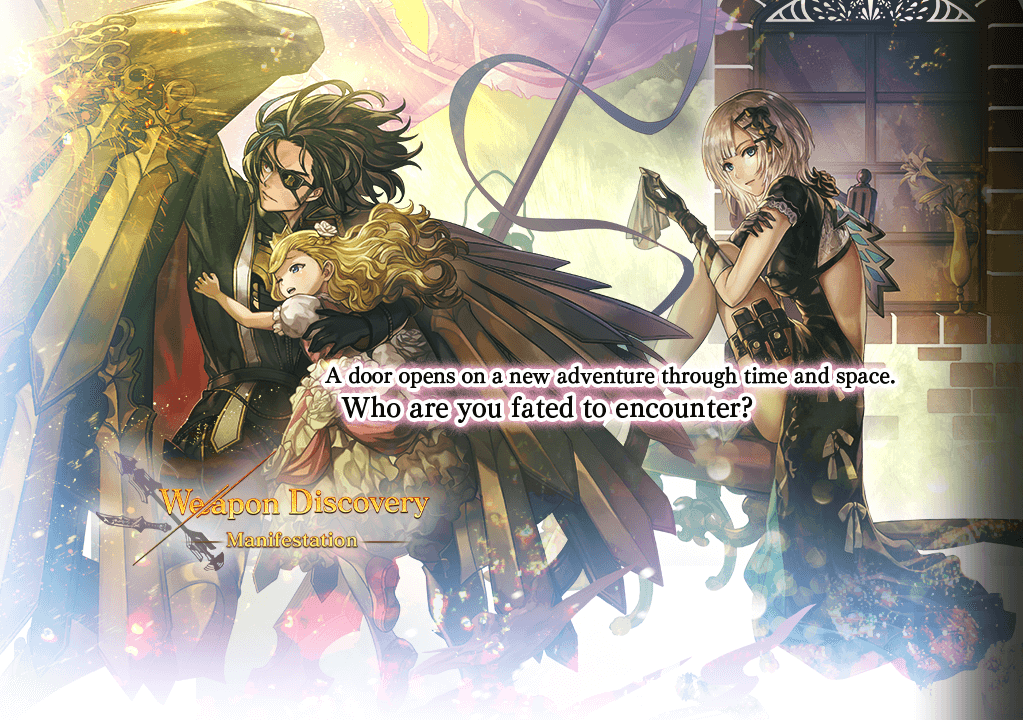 A door opens on a new adventure through time and space.
Who are you fated to encounter?
Weapon Discovery
Manifestation